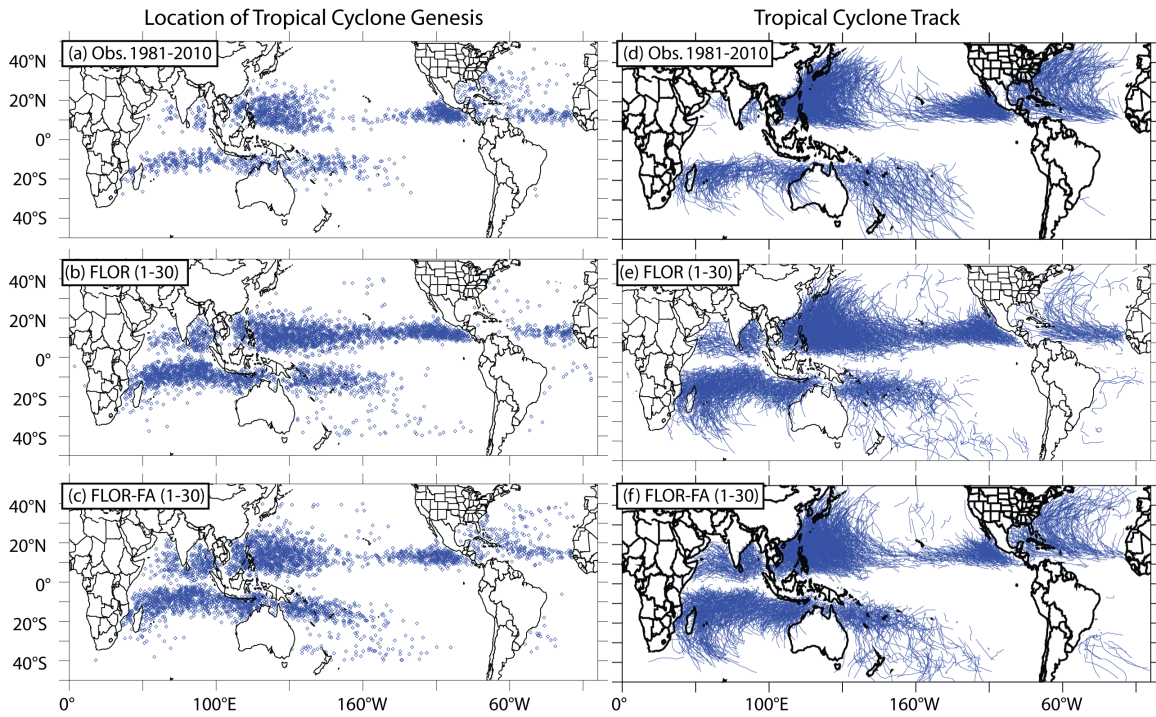 Location of Tropical Cyclone Genesis
Tropical Cyclone Track
(a) Obs. 1981-2010
(d) Obs. 1981-2010
40°N
20°N
0°
20°S
40°S
(b) FLOR (1-30)
(e) FLOR (1-30)
40°N
20°N
0°
20°S
40°S
(c) FLOR-FA (1-30)
(f) FLOR-FA (1-30)
40°N
20°N
0°
20°S
40°S
0° 100°E 160°W 60°W 0° 100°E 160°W 60°W